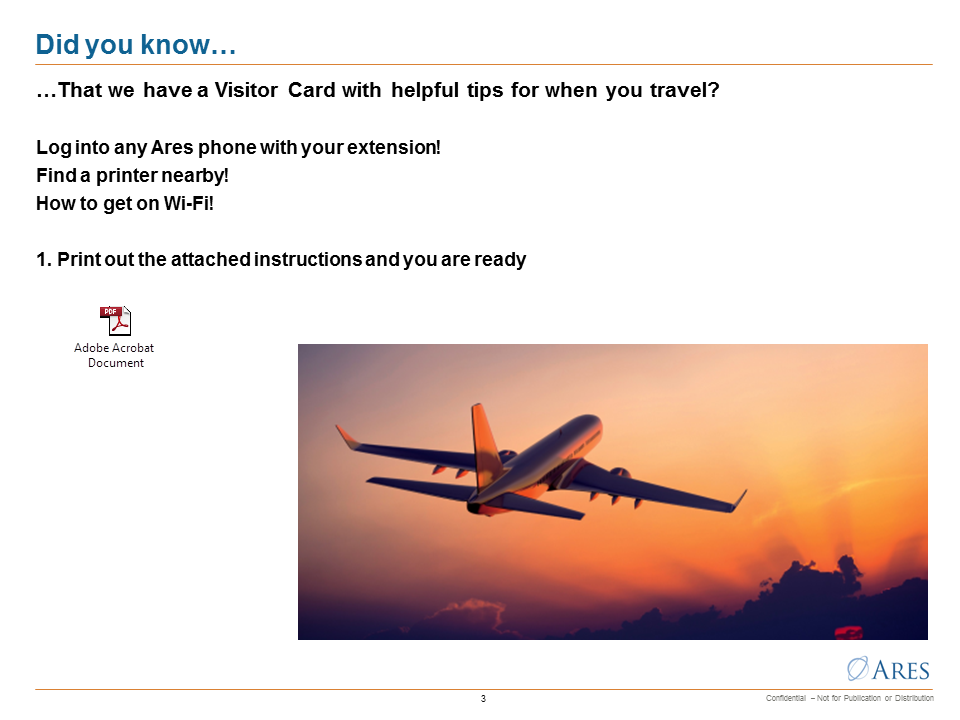 Did you know…
…That we have a Visitor Card with helpful tips for when you travel?
Log into any Ares phone with your extension!
Find a printer nearby!
How to get on Wi-Fi!
1. Print out the attached instructions and you are ready
PDF
Adobe Acrobat
Document
ARES
3
Confidential – Not for Publication or Distribution